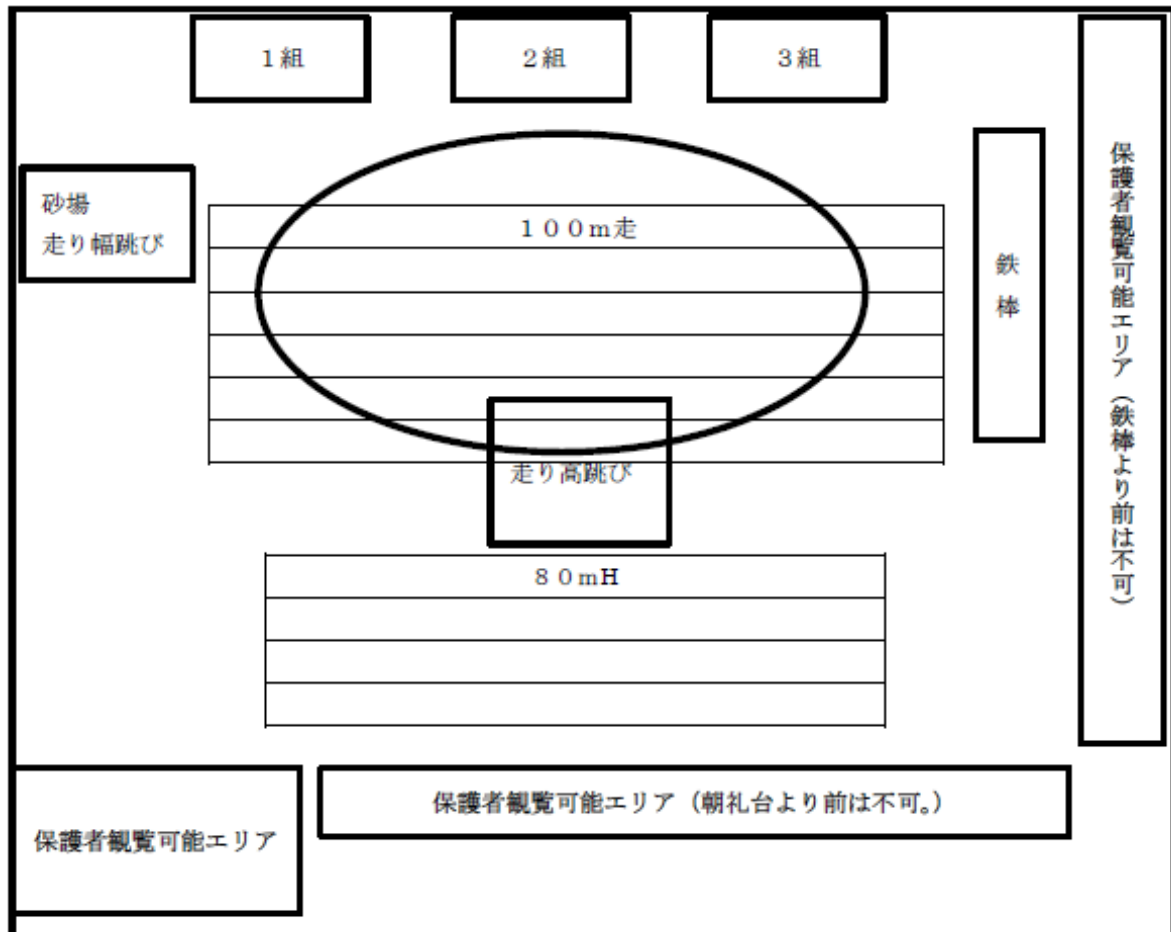 １組
２組
３組
砂場
走り幅跳び
１００m走
鉄棒
保護者観覧可能エリア（鉄棒より前は不可）
走り高跳び
８０mH
保護者観覧可能エリア（朝礼台より前は不可。）
保護者観覧可能エリア